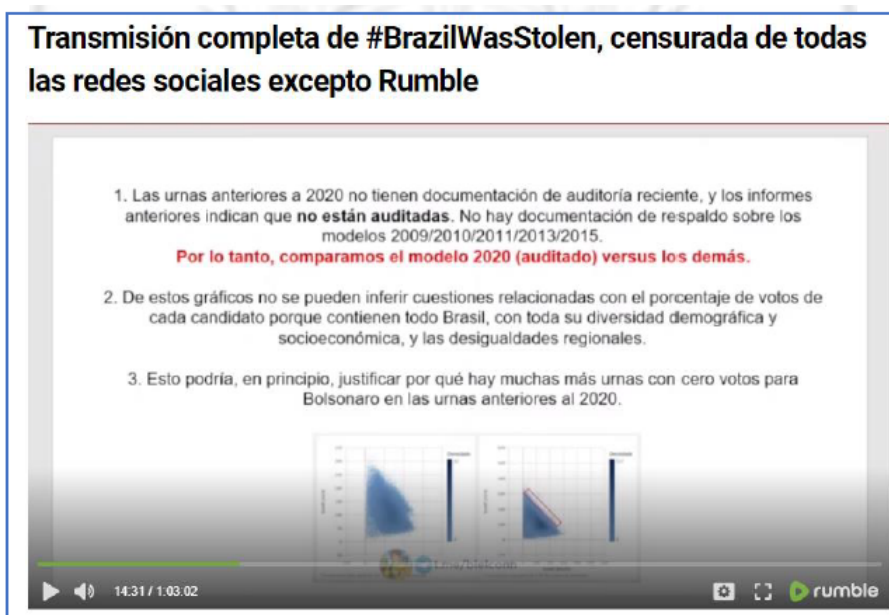 Transmisión completa de #BrazilWasStolen, censurada de todas
las redes sociales excepto Rumble
1. Las urnas anteriores a 2020 no tienen documentación de auditoría reciente, y los informes
anteriores indican que no están auditadas. No hay documentación de respaldo sobre los
modelos 2009/2010/2011/2013/2015.
Por lo tanto, comparamos el modelo 2020 (auditado) versus los demás.
2. De estos gráficos no se pueden inferir cuestiones relacionadas con el porcentaje de votos de
cada candidato porque contienen todo Brasil, con toda su diversidad demográfica y
socioeconómica, y las desigualdades regionales.
3. Esto podría, en principio, justificar por qué hay muchas más urnas con cero votos para
Bolsonaro en las urnas anteriores al 2020.
14:31 / 1:03.02
rumble